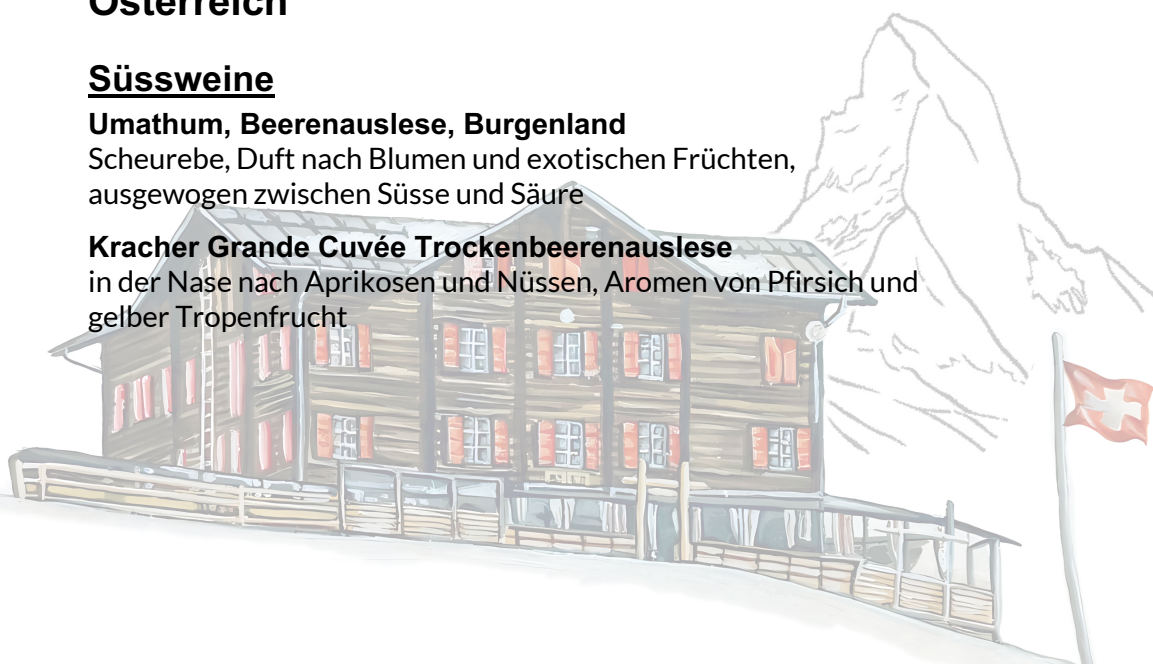 Österreich
Süssweine
Umathum, Beerenauslese, Burgenland
Scheurebe, Duft nach Blumen und exotischen Früchten,
ausgewogen zwischen Süsse und Säure
Kracher Grande Cuvée Trockenbeerenauslese
in der Nase nach Aprikosen und Nüssen, Aromen von Pfirsich und
gelber Tropenfrucht